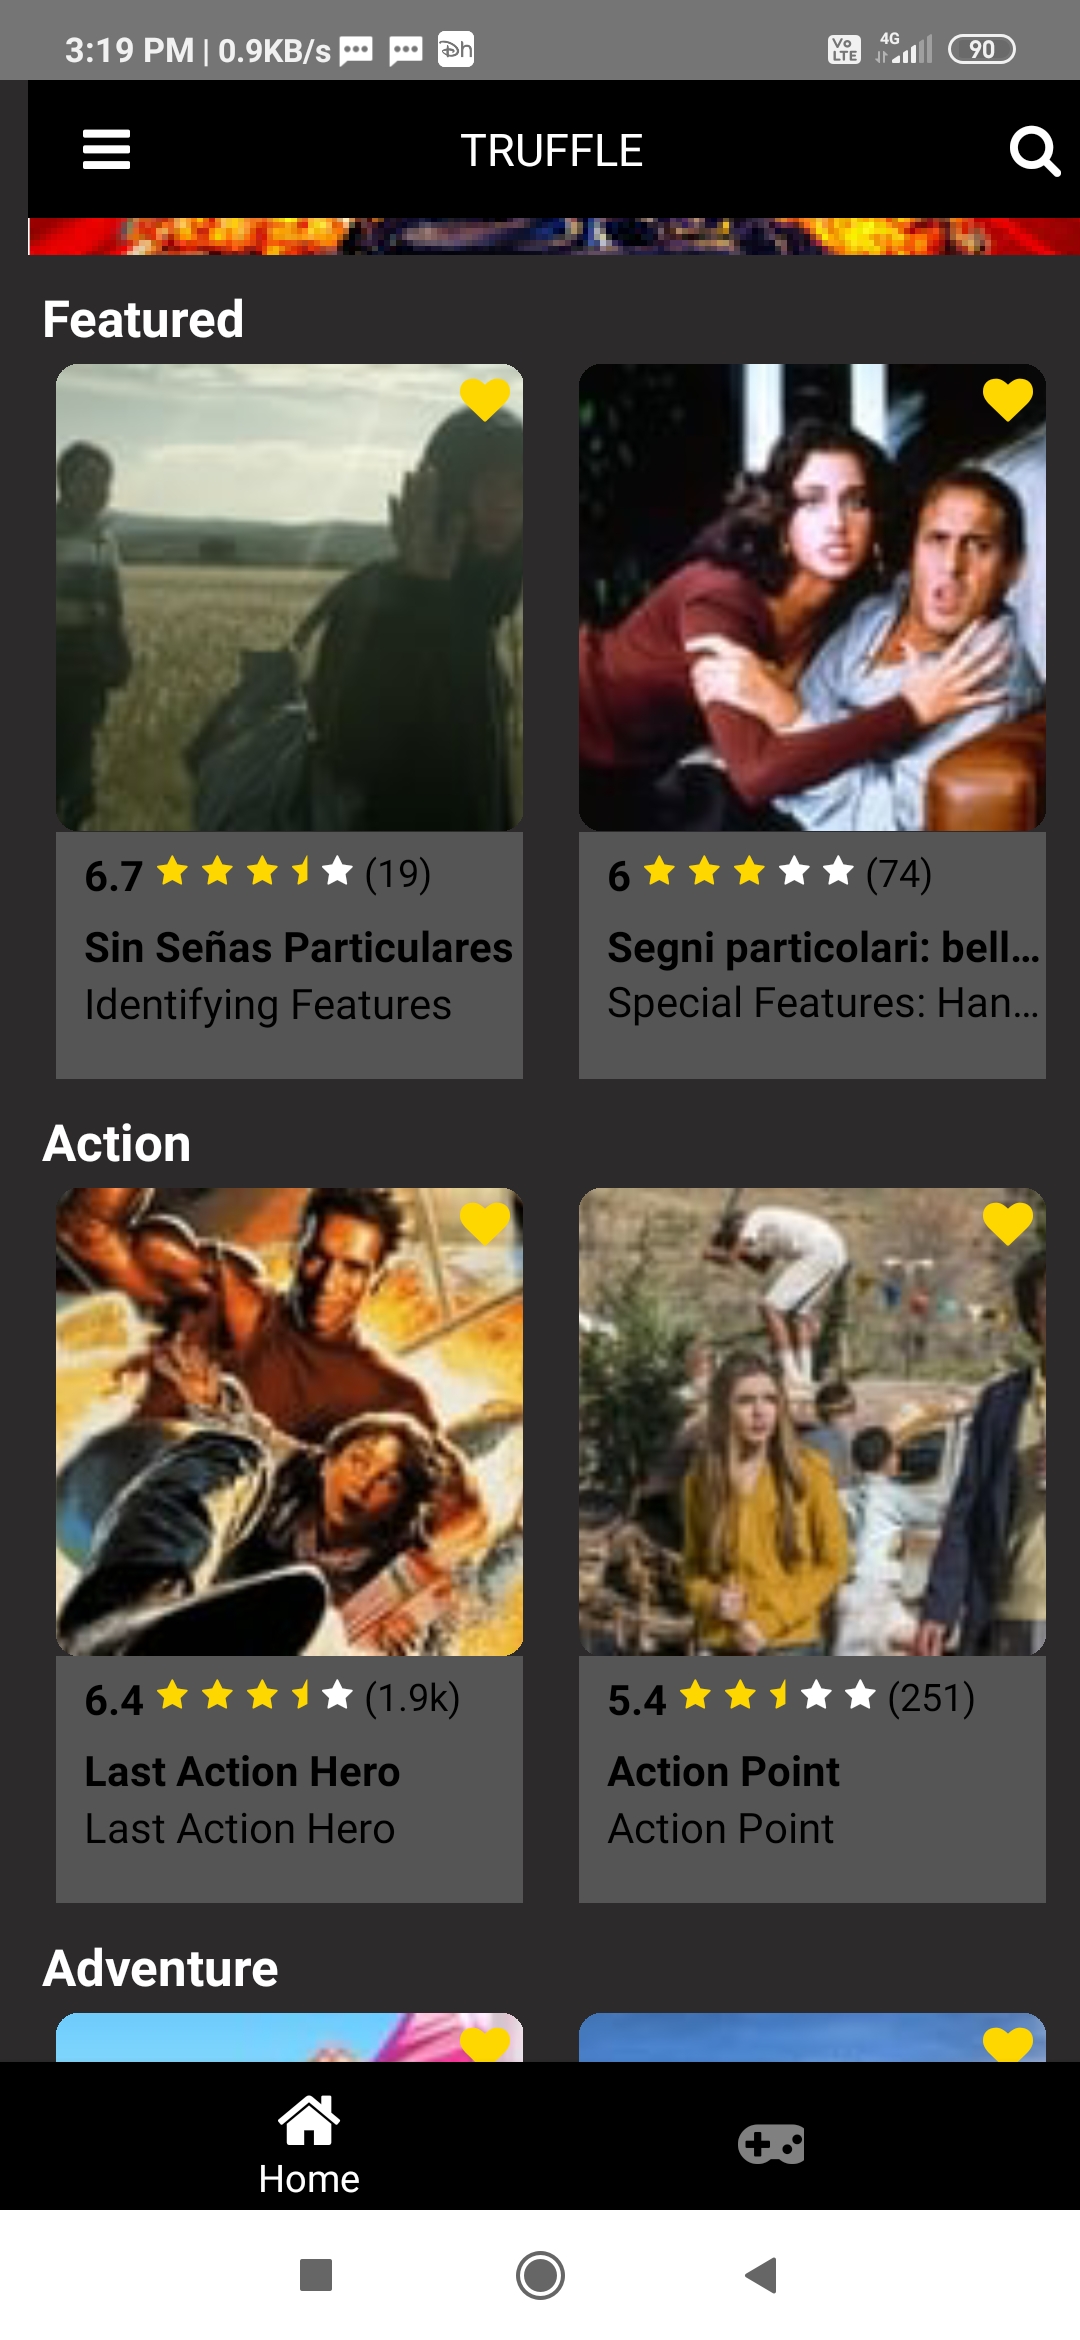 3:19 PM | 0.9KB/s
Vo LTE 4G 90
TRUFFLE
Featured
6.7 (19)
Sin Señas Particulares
Identifying Features
6 (74)
Segni particolari: bell...
Special Features: Han...
Action
6.4 (1.9k)
Last Action Hero
Last Action Hero
5.4 (251)
Action Point
Action Point
Adventure
Home